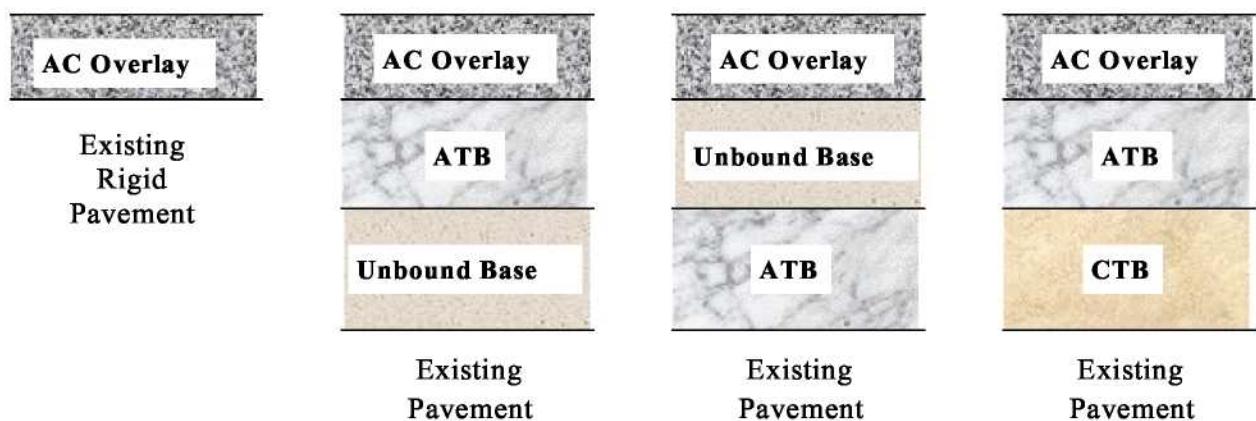 AC Overlay
Existing
Rigid
Pavement
AC Overlay
ATB
Unbound Base
Existing
Pavement
AC Overlay
Unbound Base
ATB
Existing
Pavement
AC Overlay
ATB
CTB
Existing
Pavement